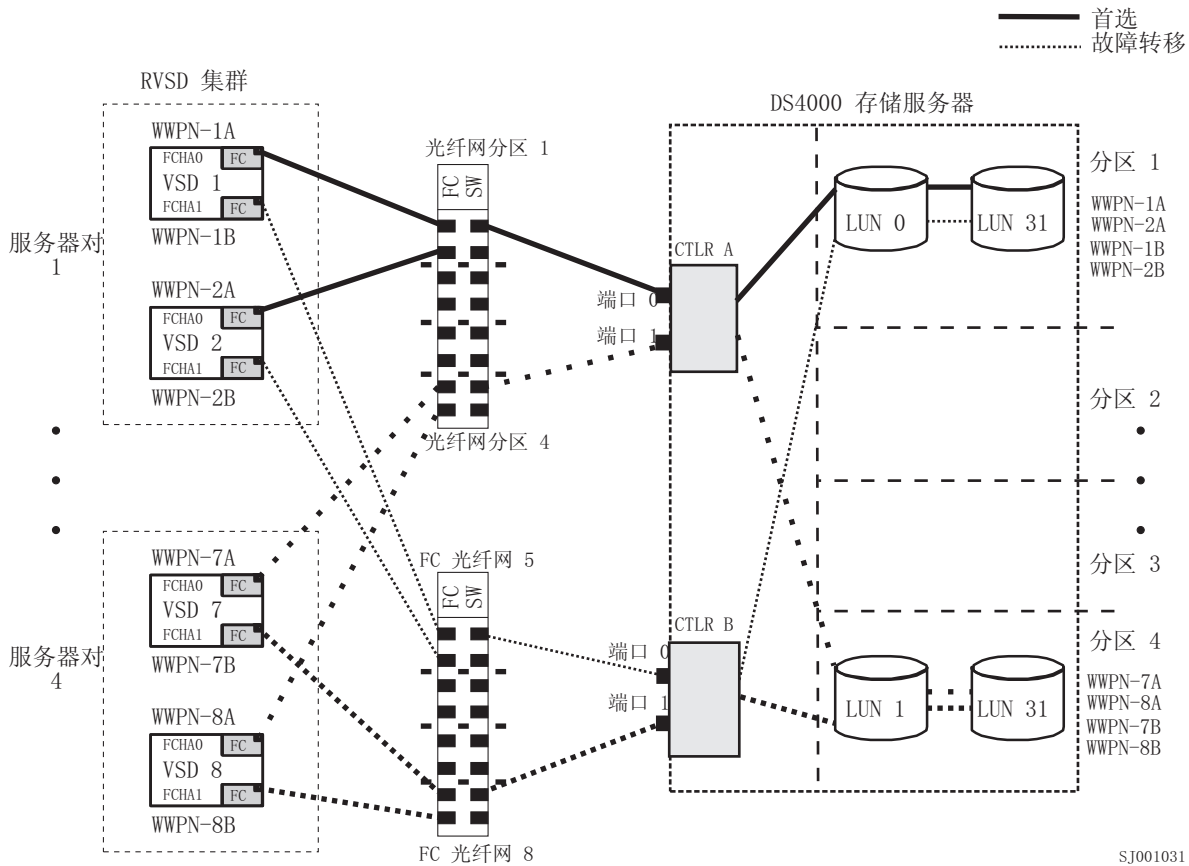 首选
故障转移
RVSD 集群
DS4000 存储服务器
WWPN-1A
FCHA0 FC
VSD 1
FCHA1 FC
WWPN-1B
服务器对
1
WWPN-2A
FCHA0 FC
VSD 2
FCHA1 FC
WWPN-2B
光纤网分区 1
FC
SW
光纤网分区 4
CTLR A
端口 0
端口 1
LUN 0
LUN 31
分区 1
WWPN-1A
WWPN-2A
WWPN-1B
WWPN-2B
分区 2
分区 3
WWPN-7A
FCHA0 FC
VSD 7
FCHA1 FC
WWPN-7B
服务器对
4
WWPN-8A
FCHA0 FC
VSD 8
FCHA1 FC
WWPN-8B
FC 光纤网 5
FC
SW
FC 光纤网 8
CTLR B
端口 0
端口 1
LUN 1
LUN 31
分区 4
WWPN-7A
WWPN-8A
WWPN-7B
WWPN-8B
SJ001031